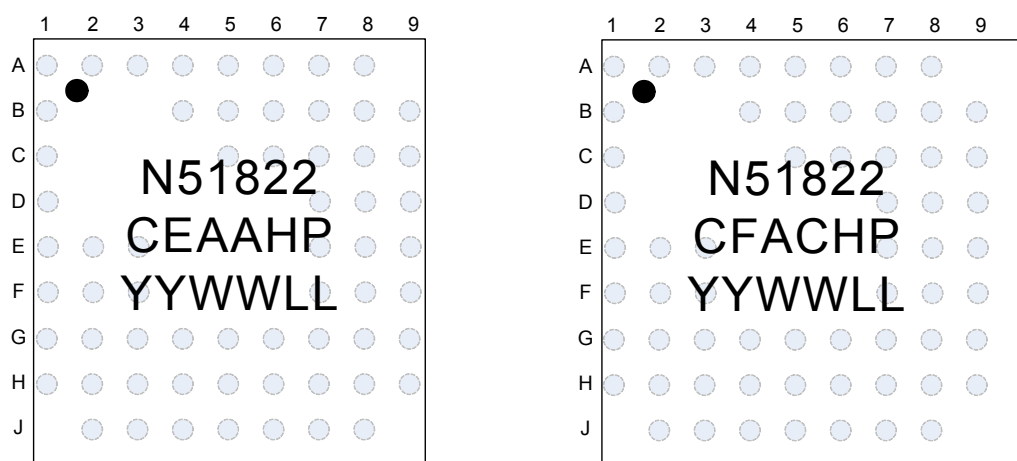 1 2 3 4 5 6 7 8 9
A
B
C
D
E
F
G
H
J
N51822
CEAAHP
YYWWLL
1 2 3 4 5 6 7 8 9
A
B
C
D
E
F
G
H
J
N51822
CFACHP
YYWWLL